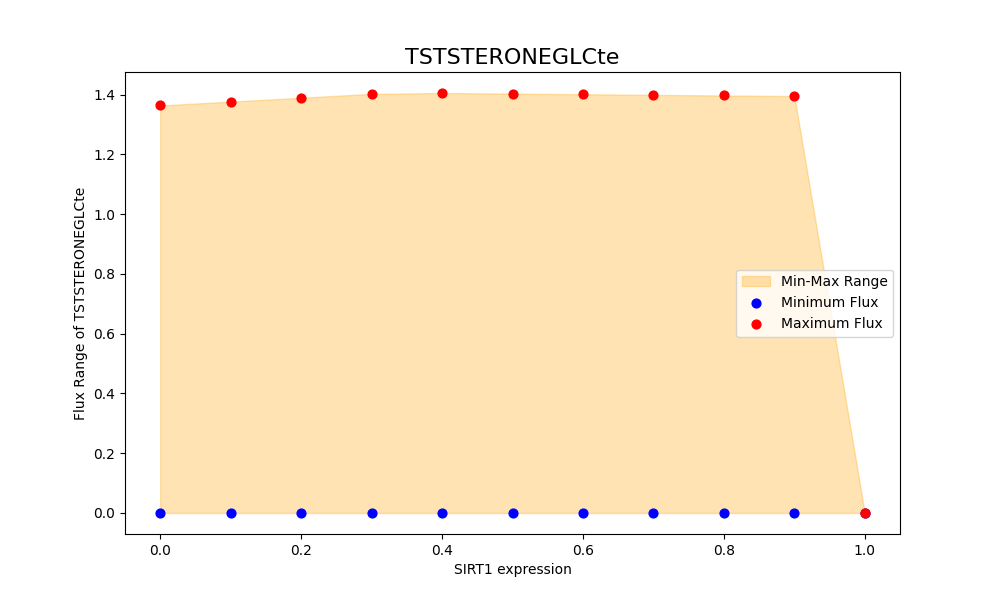 TSTSTERONEGLCte
Flux Range of TSTSTERONEGLCte
1.4
1.2
1.0
0.8
0.6
0.4
0.2
0.0
Min-Max Range
Minimum Flux
Maximum Flux
0.0 0.2 0.4 0.6 0.8 1.0
SIRT1 expression